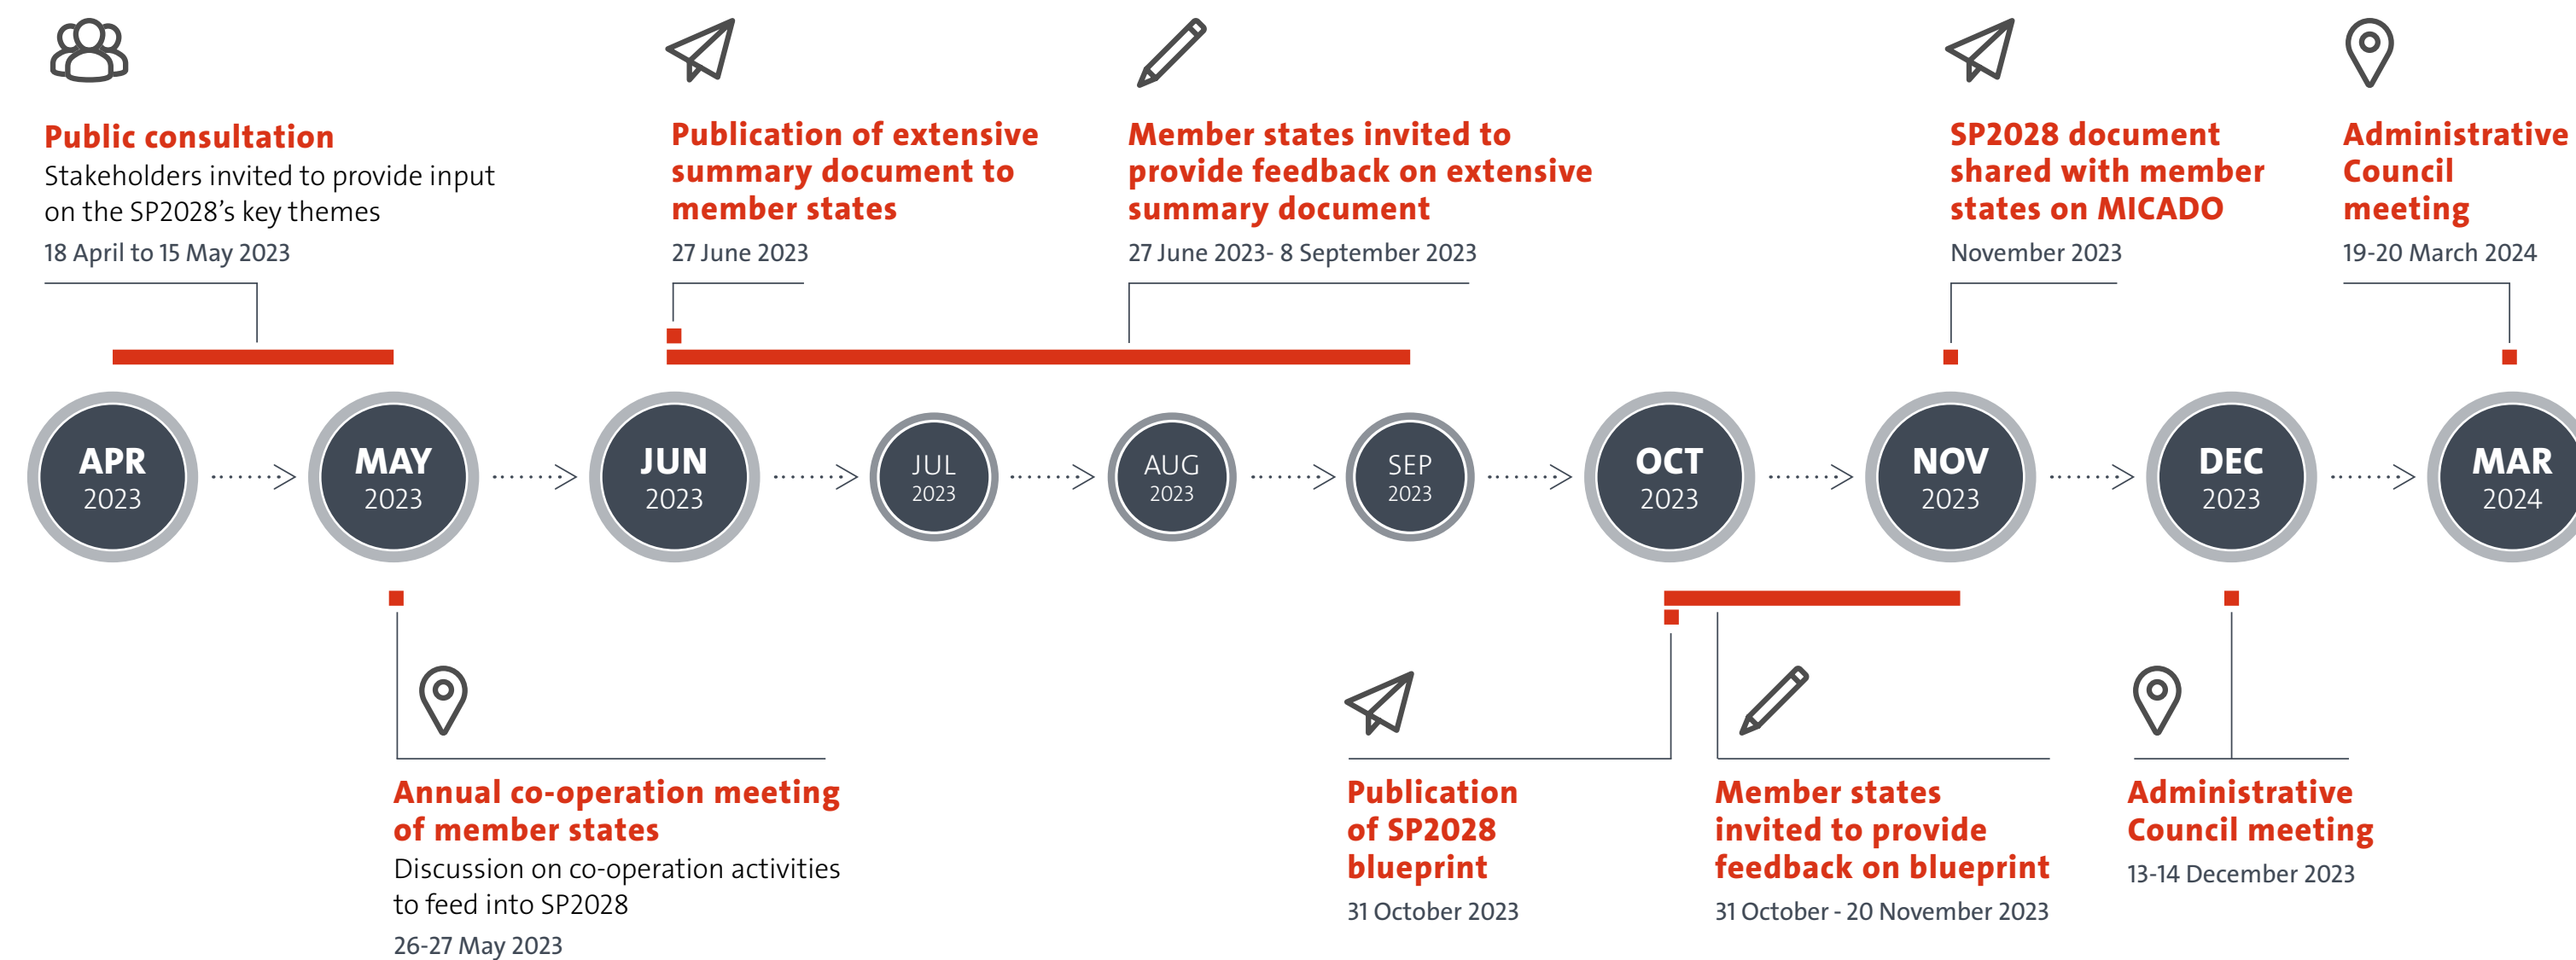 Public consultation
Stakeholders invited to provide input
on the SP2028’s key themes
18 April to 15 May 2023
Publication of extensive
summary document to
member states
27 June 2023
Member states invited to
provide feedback on extensive
summary document
27 June 2023- 8 September 2023
SP2028 document
shared with member
states on MICADO
November 2023
Administrative
Council
meeting
19-20 March 2024
APR
2023
MAY
2023
JUN
2023
JUL
2023
AUG
2023
SEP
2023
OCT
2023
NOV
2023
DEC
2023
MAR
2024
Annual co-operation meeting
of member states
Discussion on co-operation activities
to feed into SP2028
26-27 May 2023
Publication
of SP2028
blueprint
31 October 2023
Member states
invited to provide
feedback on blueprint
31 October - 20 November 2023
Administrative
Council meeting
13-14 December 2023